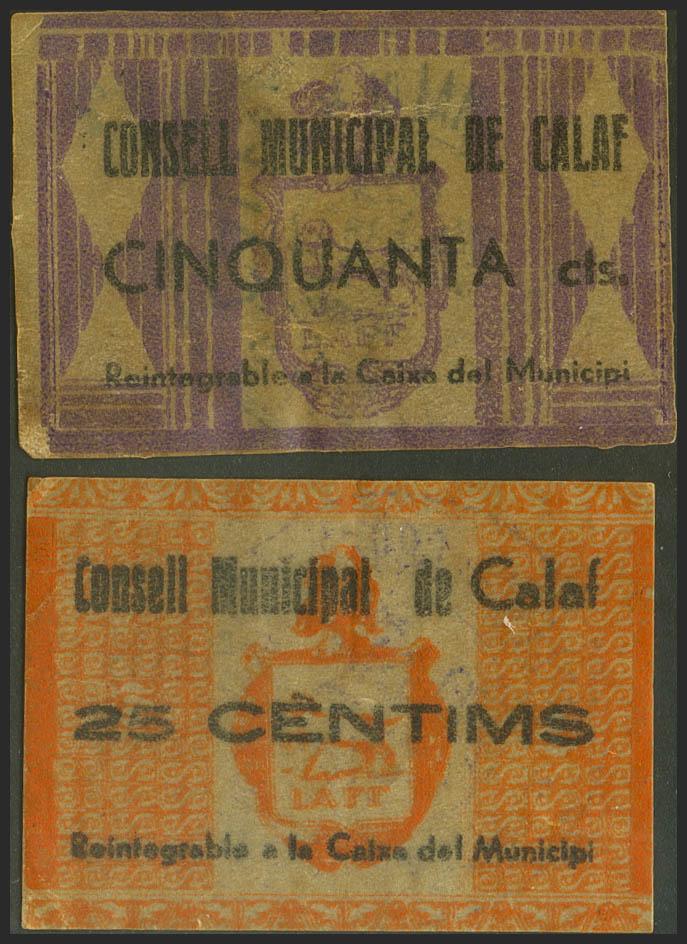 CONSELL MUNICIPAL DE CALAF
CINQUANTA cts.
Reintegrable a la Caixa del Municipi
Consell Municipal de Calaf
25 CÈNTIMS
Reintegrable a la Caixa del Municipi